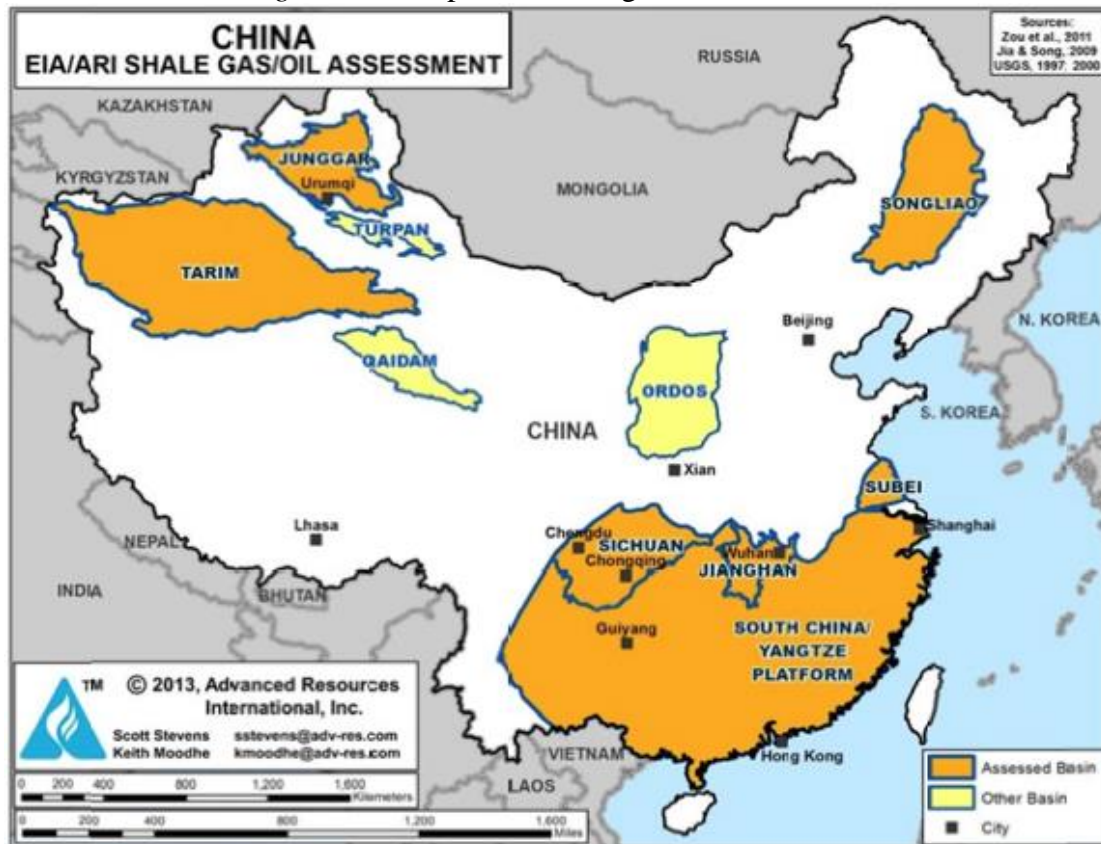 CHINA
EIA/ARI SHALE GAS/OIL ASSESSMENT
Sources:
Zou et al., 2011
Jia & Song, 2009
USGS, 1997; 2000
RUSSIA
KAZAKHSTAN
KYRGYZSTAN
MONGOLIA
JUNGGAR
Urumqi
TURPAN
TARIM
SONGLIAO
Beijing
N. KOREA
QAIDAM
ORDOS
S. KOREA
CHINA
Xian
SUBEI
Shanghai
Lhasa
NEPAL
Chengdu
SICHUAN
Chongqing
Wuhan
JIANGHAN
INDIA
BHUTAN
Guiyang
SOUTH CHINA/
YANGTZE
PLATFORM
VIETNAM
LAOS
Hong Kong
TM
© 2013, Advanced Resources
International, Inc.
Scott Stevens sstevens@adv-res.com
Keith Moodhe kmoodhe@adv-res.com
0 200 400 800 1,200 1,600
Kilometers
0 200 400 800 1,200 1,600
Miles
Assessed Basin
Other Basin
City